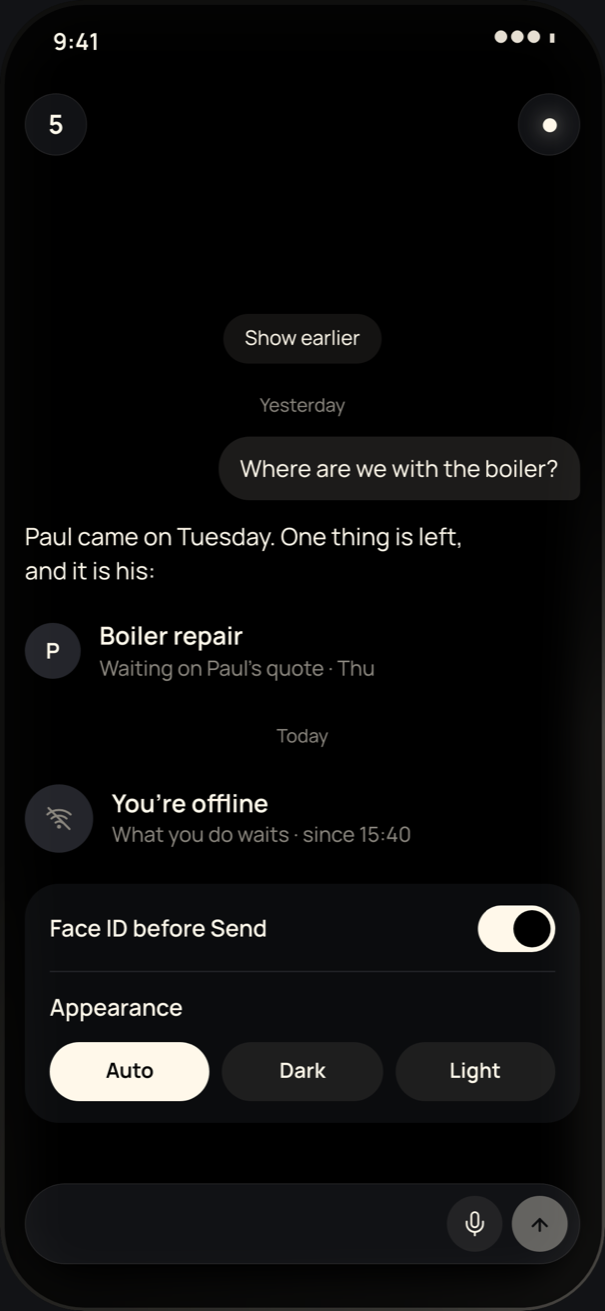 9:41
5
Show earlier
Yesterday
Where are we with the boiler?
Paul came on Tuesday. One thing is left,
and it is his:
P
Boiler repair
Waiting on Paul's quote · Thu
Today
You're offline
What you do waits · since 15:40
Face ID before Send
Appearance
Auto
Dark
Light